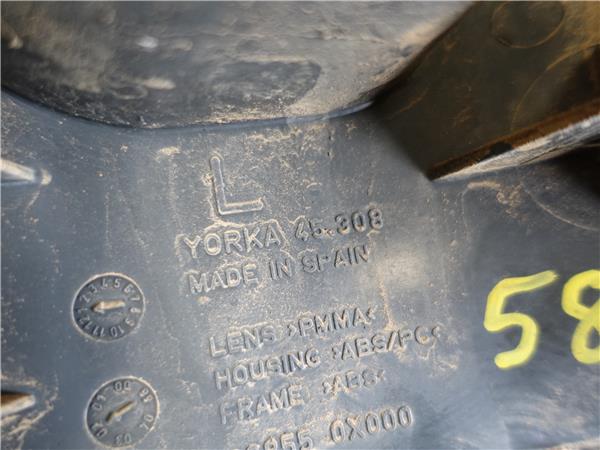 L
YORKA 45.308
MADE IN SPAIN
LENS >PMMA<
HOUSING >ABS/PC<
FRAME >ABS<
0X000
58